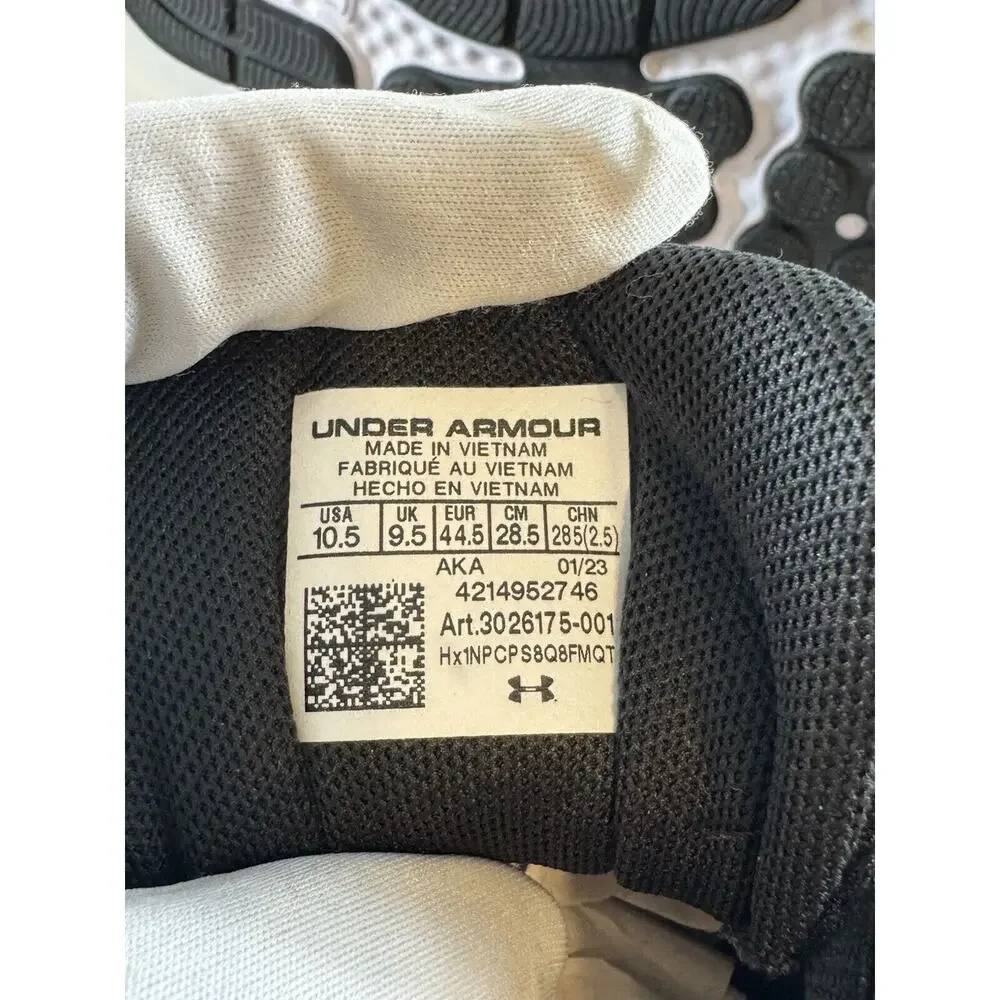 UNDER ARMOUR
MADE IN VIETNAM
FABRIQUÉ AU VIETNAM
HECHO EN VIETNAM
USA UK EUR CM CHN
10.5 9.5 44.5 28.5 285(2.5)
AKA 01/23
4214952746
Art.3026175-001
Hx1NPCPS8Q8FMQT